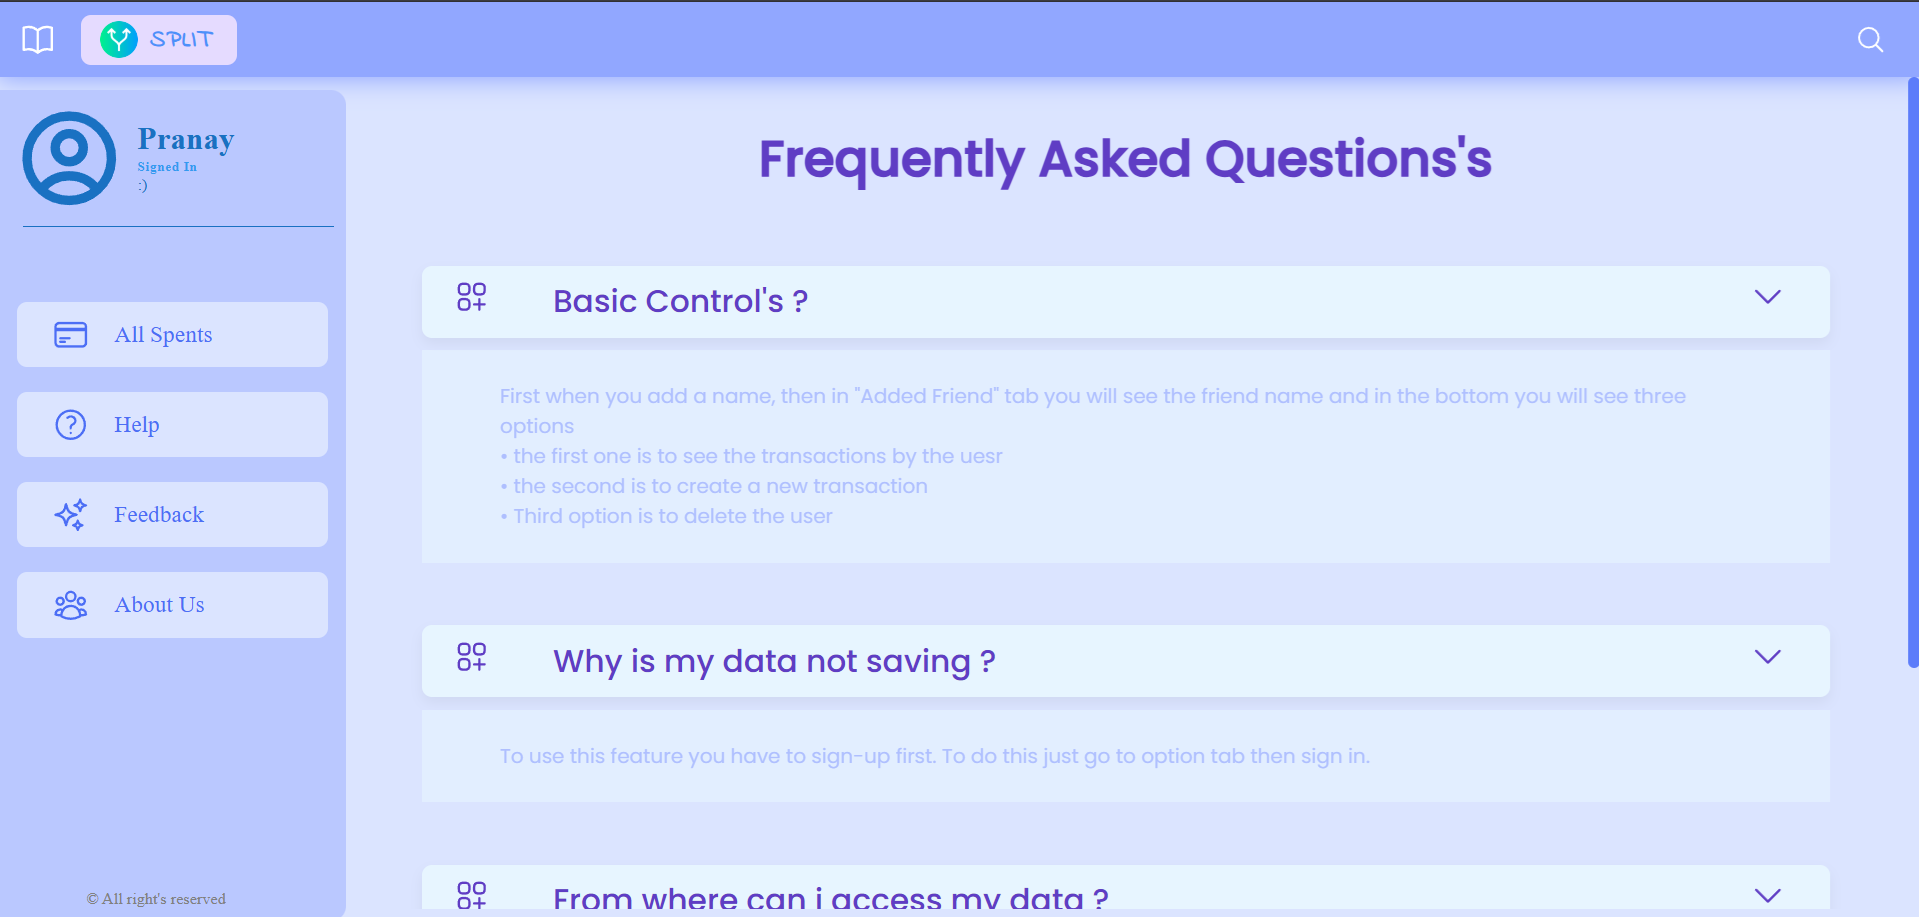 SPLIT
Pranay
Signed In
:)
All Spents
Help
Feedback
About Us
© All right's reserved
Frequently Asked Questions's
Basic Control's ?
First when you add a name, then in "Added Friend" tab you will see the friend name and in the bottom you will see three
options
• the first one is to see the transactions by the uesr
• the second is to create a new transaction
• Third option is to delete the user
Why is my data not saving ?
To use this feature you have to sign-up first. To do this just go to option tab then sign in.
From where can i access my data ?